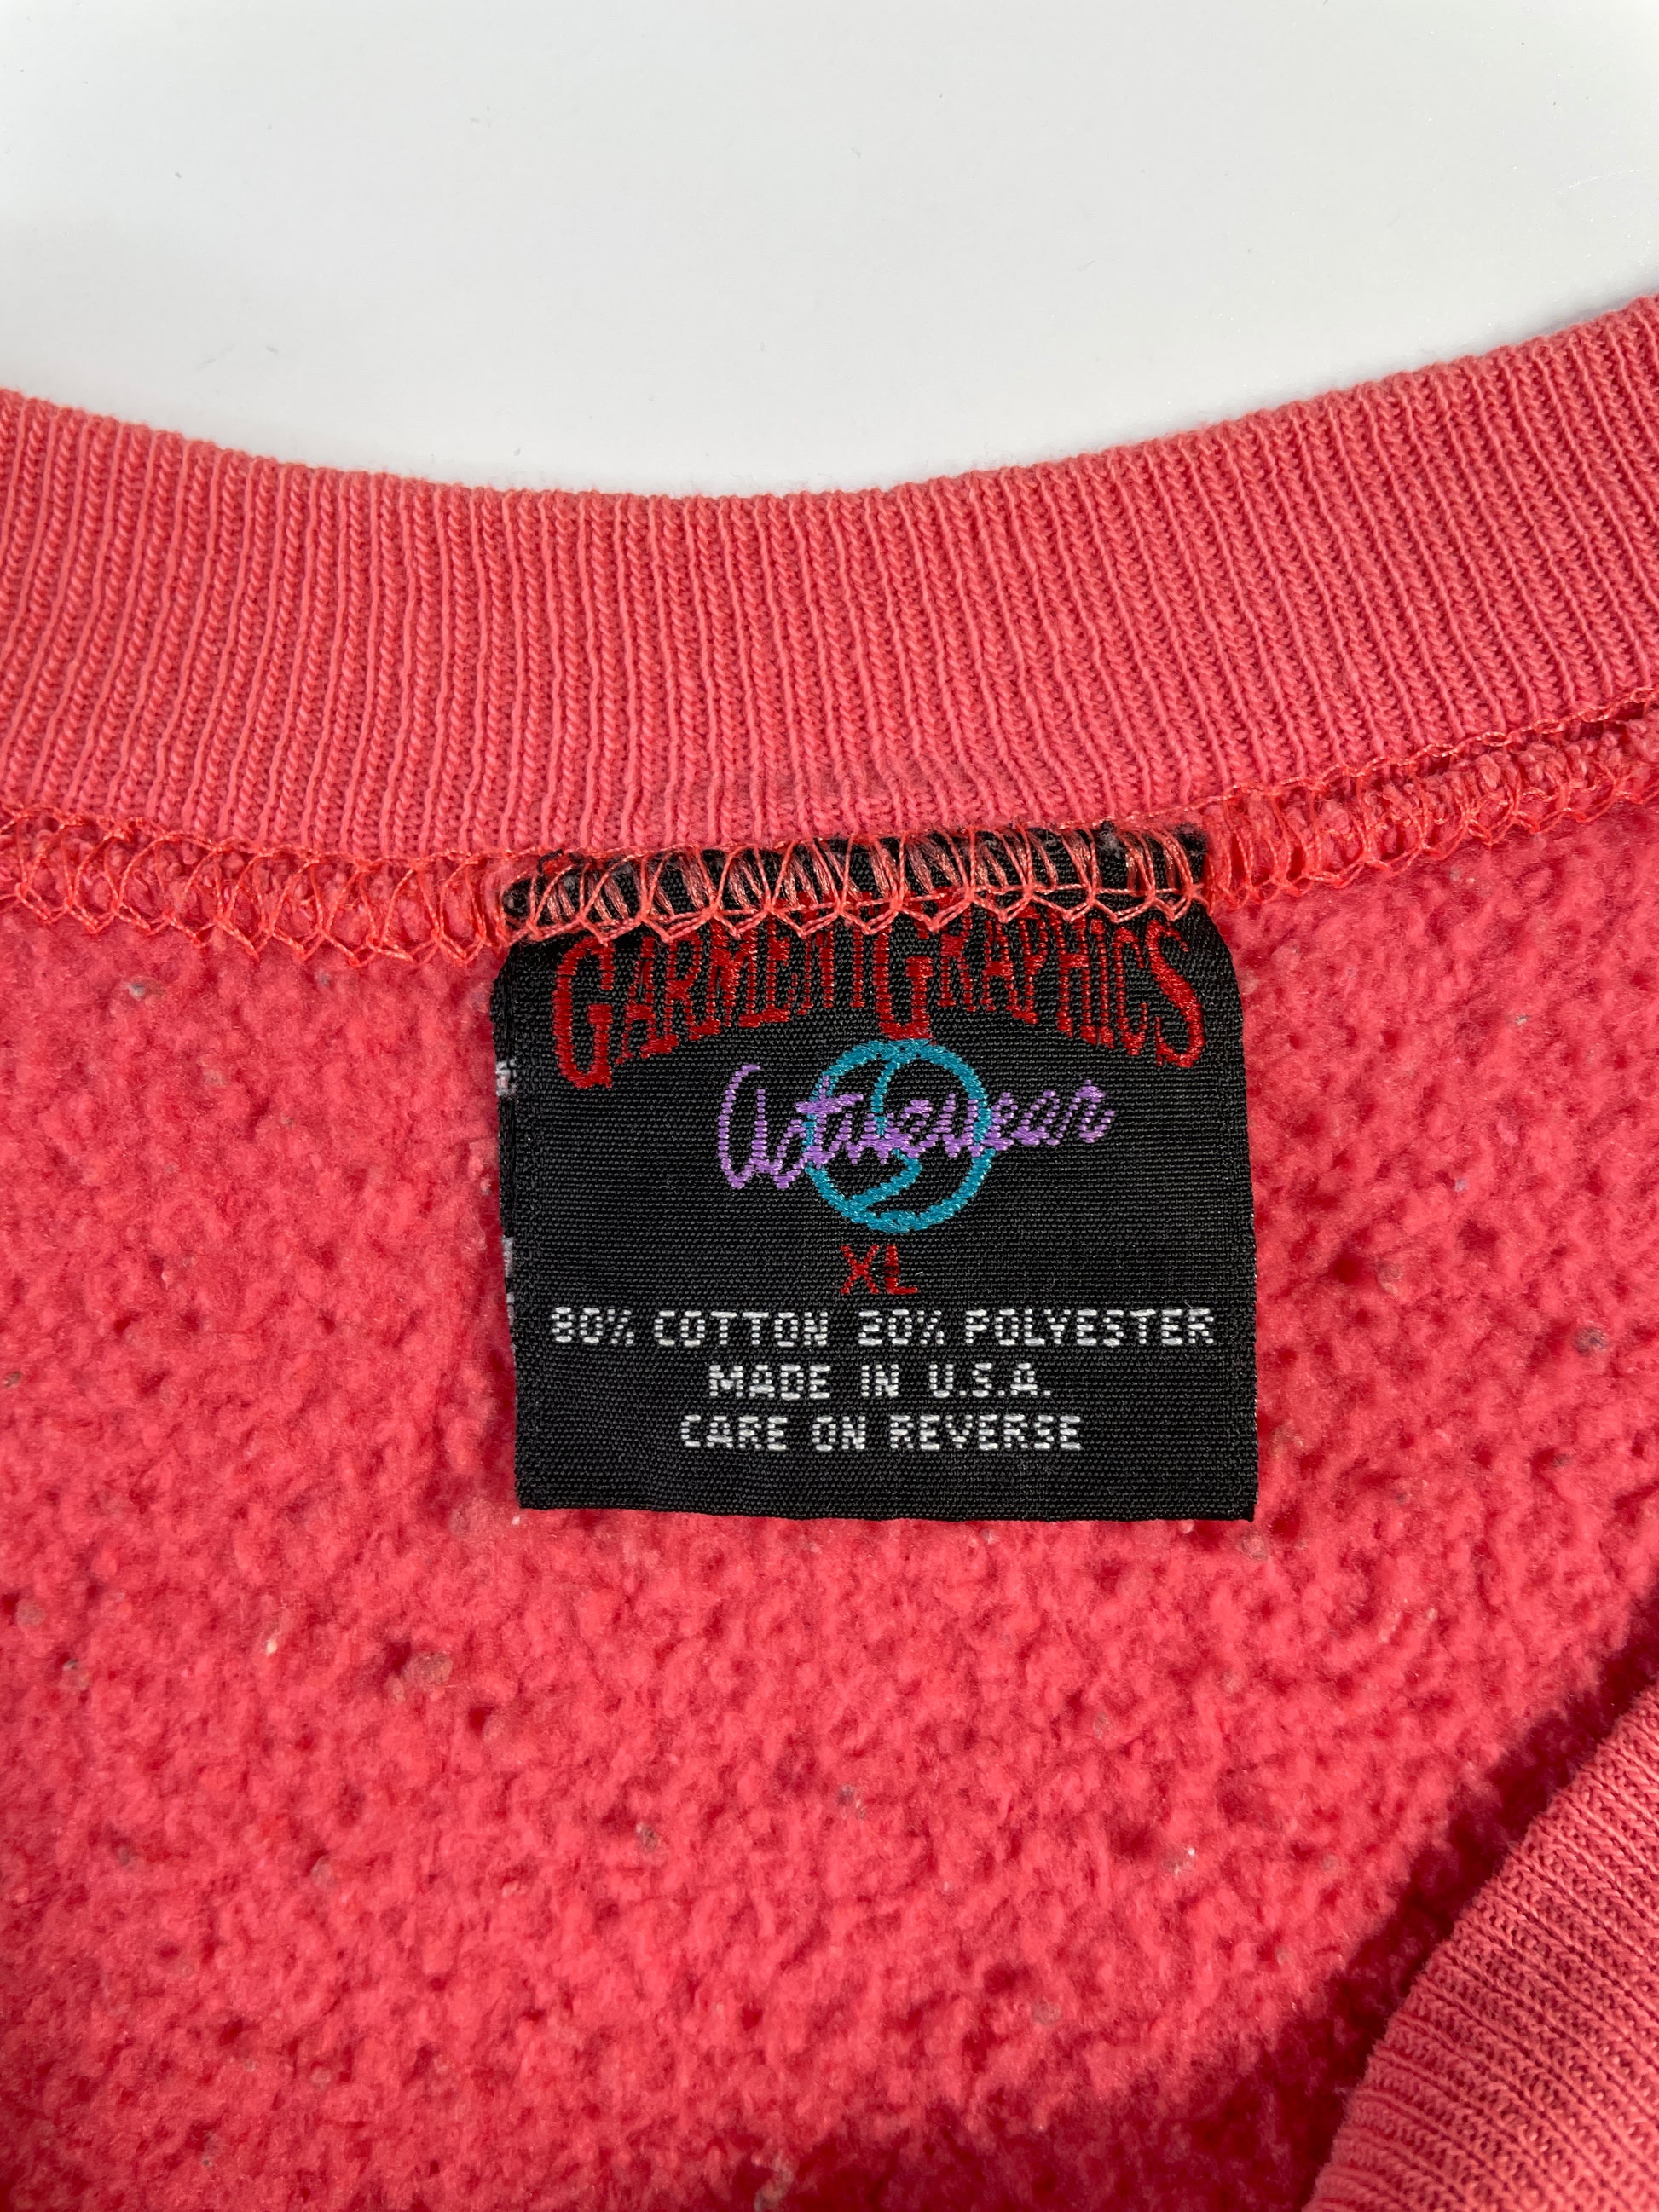 GARMENT GRAPHICS
Activewear
XL
80% COTTON 20% POLYESTER
MADE IN U.S.A.
CARE ON REVERSE